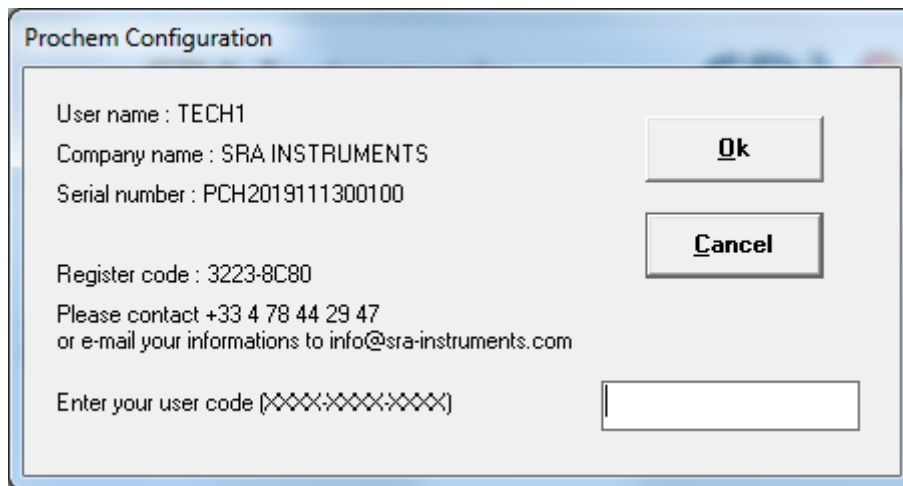 Prochem Configuration
User name : TECH1
Ok
Company name : SRA INSTRUMENTS
Serial number : PCH2019111300100
Cancel
Register code : 3223-8C80
Please contact +33 4 78 44 29 47
or e-mail your informations to info@sra-instruments.com
Enter your user code (XXXX-XXXX-XXXX)